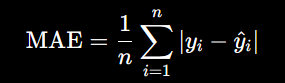 MAE = \frac{1}{n} \sum_{i=1}^{n} |y_i - \hat{y}_i|